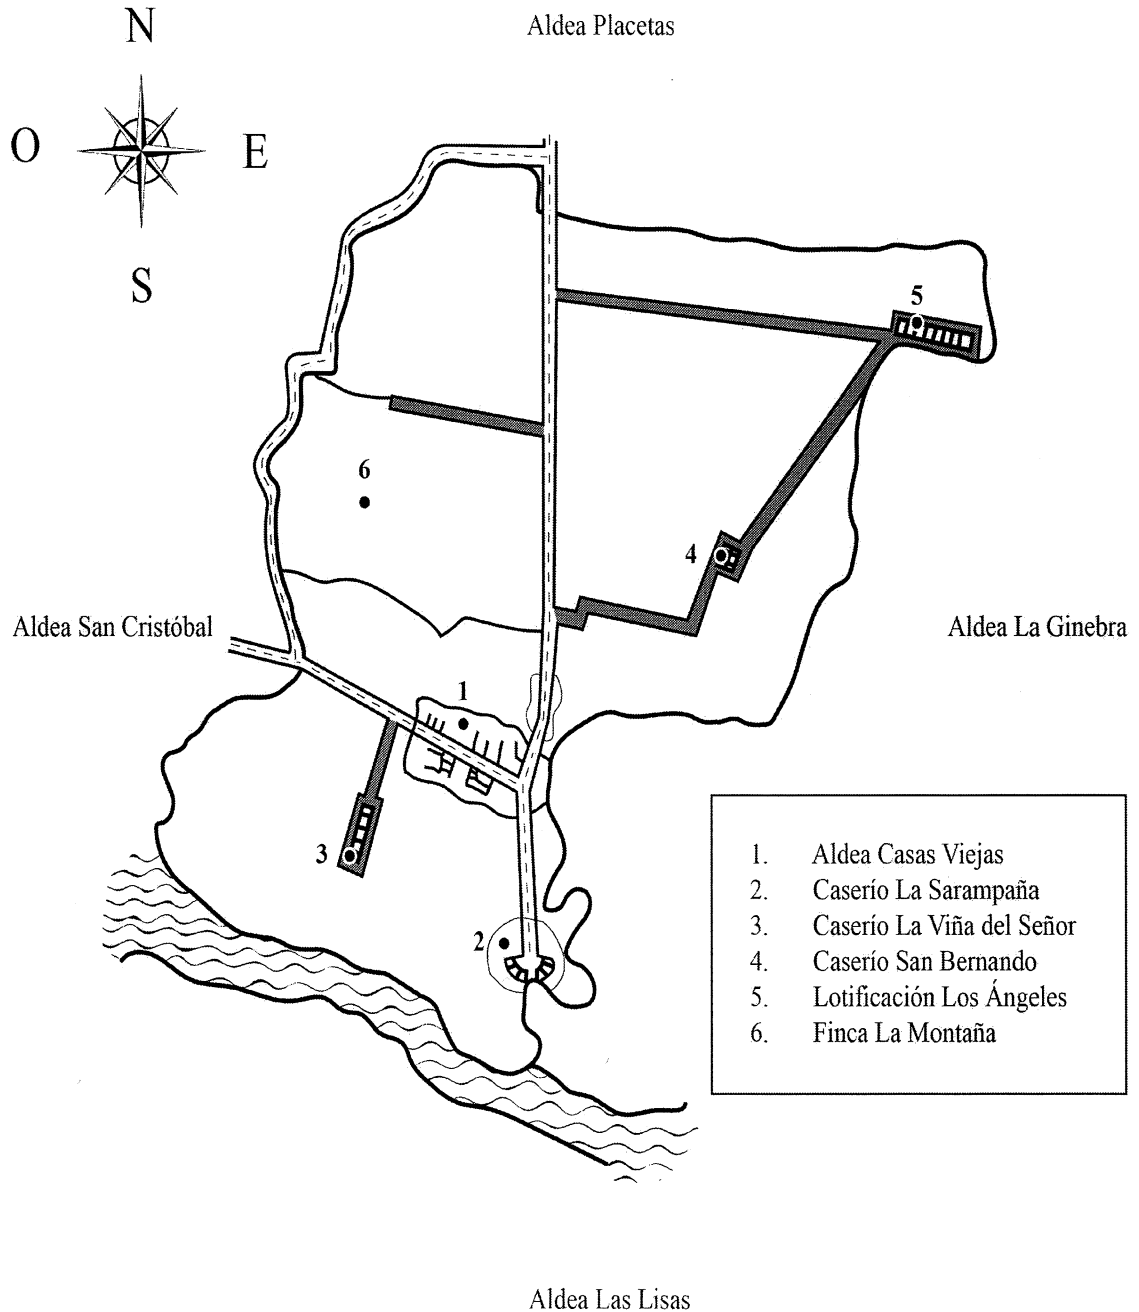 N
Aldea Placetas
O
E
S
5
6
4
Aldea San Cristóbal
Aldea La Ginebra
1
3
2
1. Aldea Casas Viejas
2. Caserío La Sarampaña
3. Caserío La Viña del Señor
4. Caserío San Bernando
5. Lotificación Los Ángeles
6. Finca La Montaña
Aldea Las Lisas